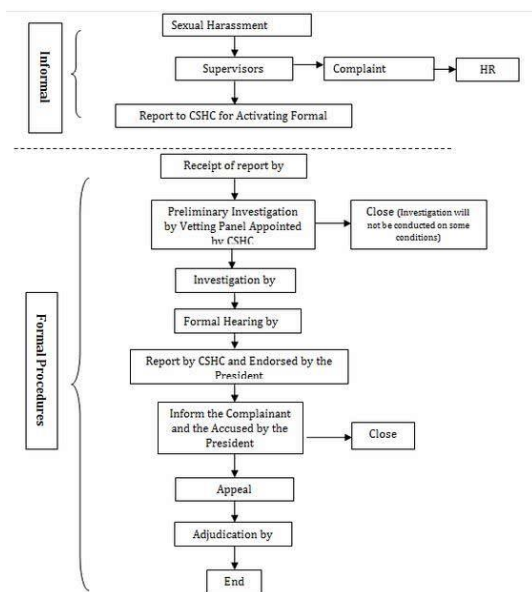 Sexual Harassment
Informal
Supervisors
Complaint
HR
Report to CSHC for Activating Formal
Receipt of report by
Preliminary Investigation
by Vetting Panel Appointed
by CSHC
Close (Investigation will
not be conducted on some
conditions)
Investigation by
Formal Hearing by
Formal Procedures
Report by CSHC and Endorsed by the
President
Inform the Complainant
and the Accused by the
President
Close
Appeal
Adjudication by
End